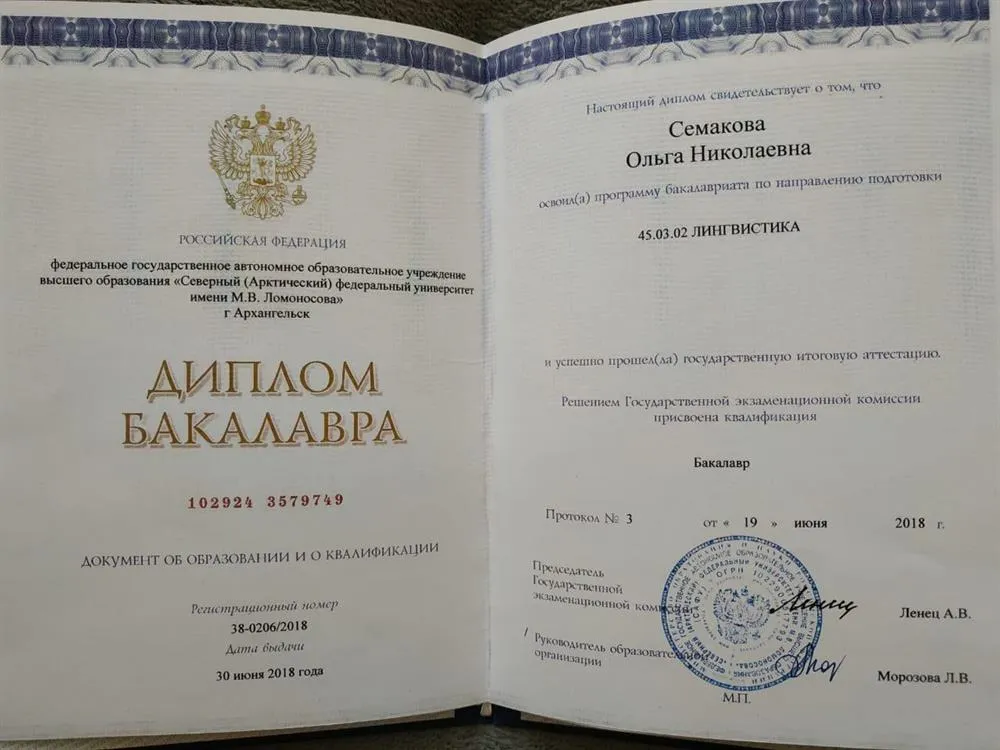 РОССИЙСКАЯ ФЕДЕРАЦИЯ
федеральное государственное автономное образовательное учреждение
высшего образования «Северный (Арктический) федеральный университет
имени М.В. Ломоносова»
г Архангельск
ДИПЛОМ
БАКАЛАВРА
102924 3579749
ДОКУМЕНТ ОБ ОБРАЗОВАНИИ И О КВАЛИФИКАЦИИ
Регистрационный номер
38-0206/2018
Дата выдачи
30 июня 2018 года
Настоящий диплом свидетельствует о том, что
Семакова
Ольга Николаевна
освоил(а) программу бакалавриата по направлению подготовки
45.03.02 ЛИНГВИСТИКА
и успешно прошел(ла) государственную итоговую аттестацию.
Решением Государственной экзаменационной комиссии
присвоена квалификация
Бакалавр
Протокол № 3 от « 19 » июня 2018 г.
Председатель
Государственной
экзаменационной комиссии
Ленец А.В.
Руководитель образовательной
организации
Морозова Л.В.
М.П.